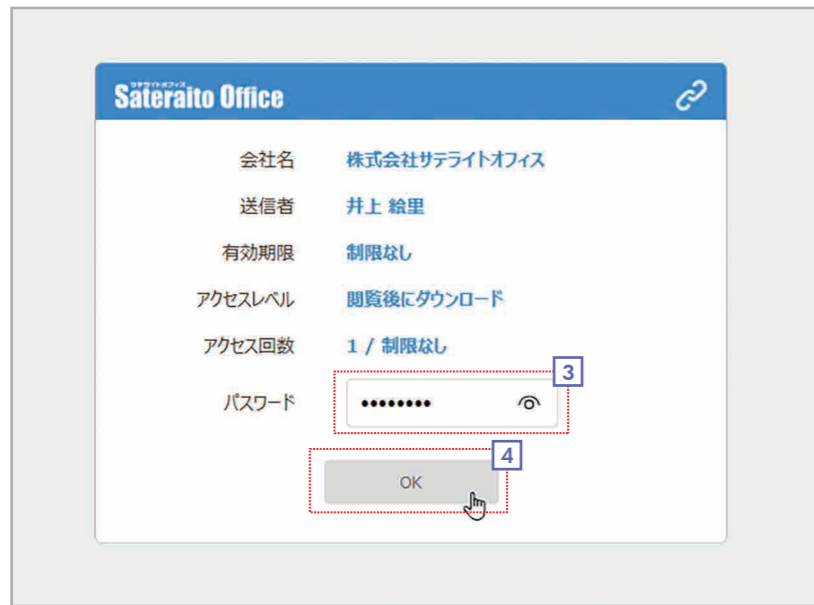 サテライトオフィス
Sateraito Office
会社名 株式会社サテライトオフィス
送信者 井上 絵里
有効期限 制限なし
アクセスレベル 閲覧後にダウンロード
アクセス回数 1 / 制限なし
3
パスワード ••••••••
4
OK